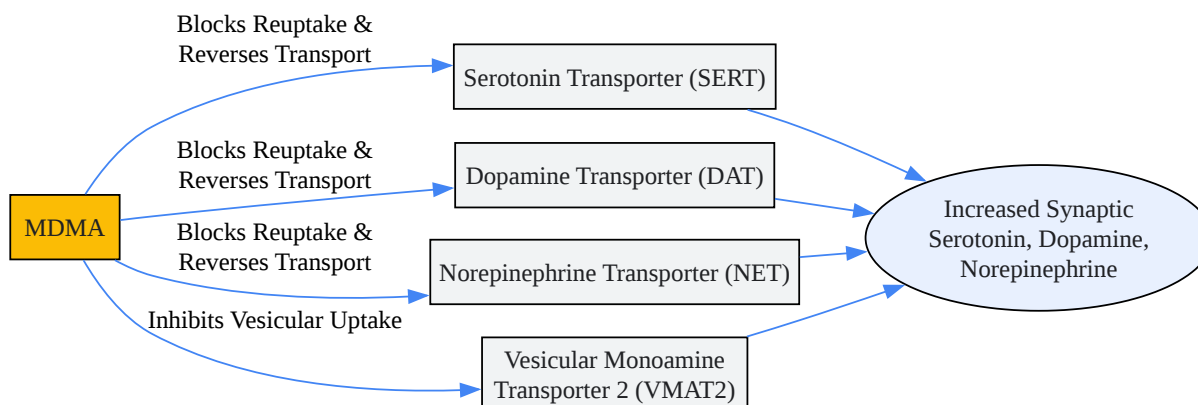 Blocks Reuptake &
Reverses Transport
Serotonin Transporter (SERT)
Blocks Reuptake &
Reverses Transport
Dopamine Transporter (DAT)
MDMA
Blocks Reuptake &
Reverses Transport
Norepinephrine Transporter (NET)
Inhibits Vesicular Uptake
Vesicular Monoamine
Transporter 2 (VMAT2)
Increased Synaptic
Serotonin, Dopamine,
Norepinephrine